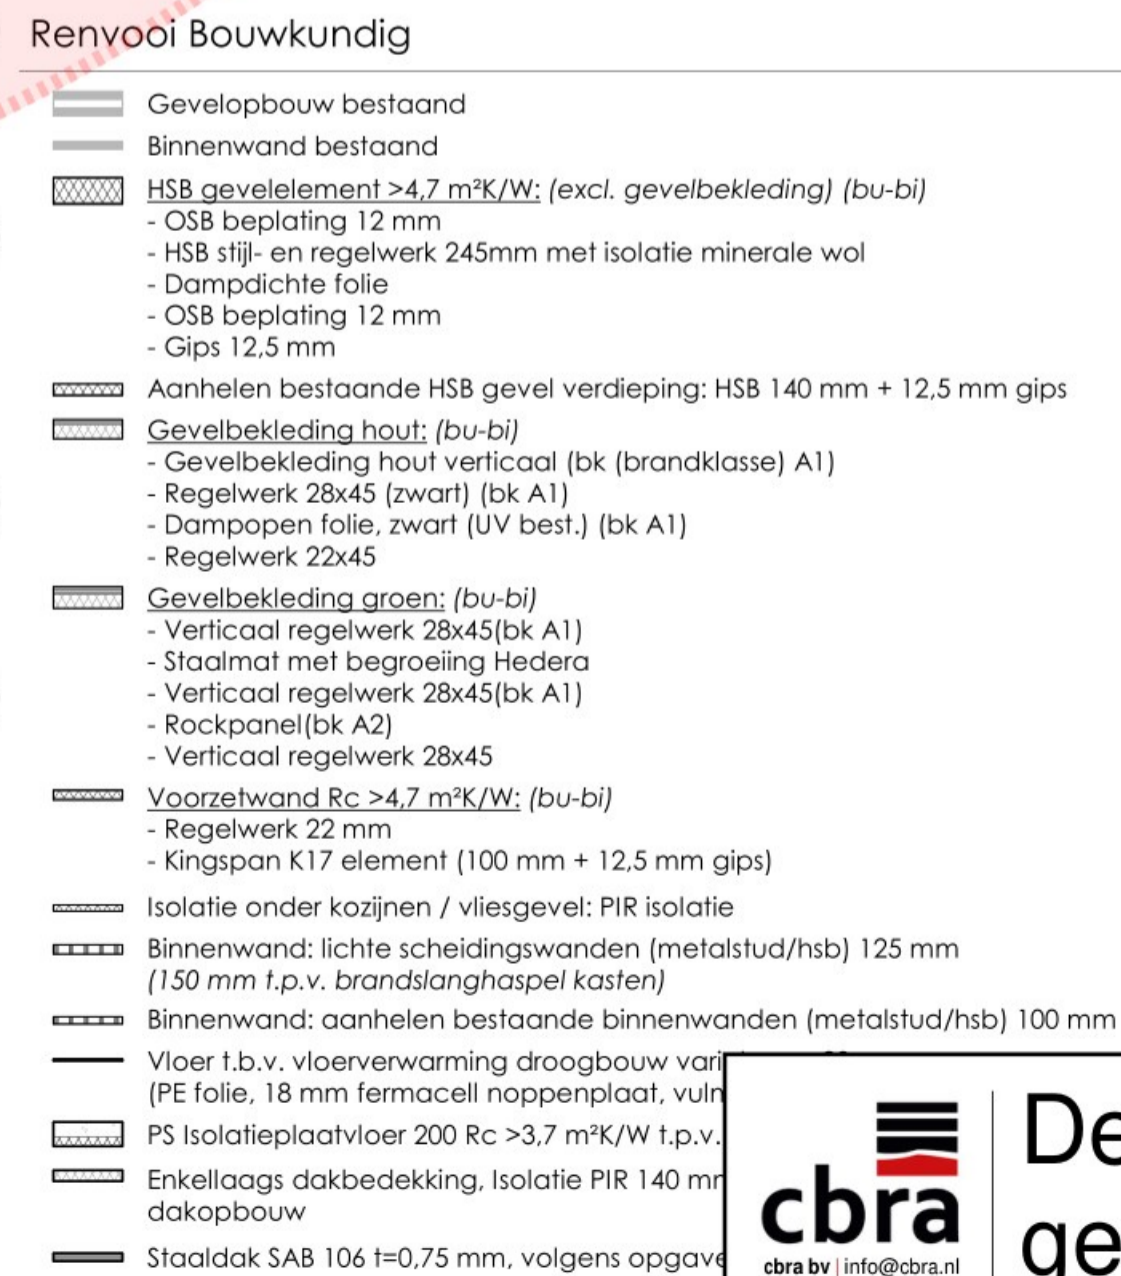 Renvooi Bouwkundig
Gevelopbouw bestaand
Binnenwand bestaand
HSB gevelelement >4,7 m²K/W: (excl. gevelbekleding) (bu-bi)
- OSB beplating 12 mm
- HSB stijl- en regelwerk 245mm met isolatie minerale wol
- Dampdichte folie
- OSB beplating 12 mm
- Gips 12,5 mm
Aanhelen bestaande HSB gevel verdieping: HSB 140 mm + 12,5 mm gips
Gevelbekleding hout: (bu-bi)
- Gevelbekleding hout verticaal (bk (brandklasse) A1)
- Regelwerk 28x45 (zwart) (bk A1)
- Dampopen folie, zwart (UV best.) (bk A1)
- Regelwerk 22x45
Gevelbekleding groen: (bu-bi)
- Verticaal regelwerk 28x45(bk A1)
- Staalmat met begroeiing Hedera
- Verticaal regelwerk 28x45(bk A1)
- Rockpanel(bk A2)
- Verticaal regelwerk 28x45
Voorzetwand Rc >4,7 m²K/W: (bu-bi)
- Regelwerk 22 mm
- Kingspan K17 element (100 mm + 12,5 mm gips)
Isolatie onder kozijnen / vliesgevel: PIR isolatie
Binnenwand: lichte scheidingswanden (metalstud/hsb) 125 mm
(150 mm t.p.v. brandslanghaspel kasten)
Binnenwand: aanhelen bestaande binnenwanden (metalstud/hsb) 100 mm
Vloer t.b.v. vloerverwarming droogbouw
(PE folie, 18 mm fermacell noppenplaat,
PS Isolatieplaatvloer 200 Rc >3,7 m²K/W t.p.v.
Enkellaags dakbedekking, Isolatie PIR 140
dakopbouw
Staaldak SAB 106 t=0,75 mm, volgens opgave
cbra
cbra bv | info@cbra.nl
De
ge